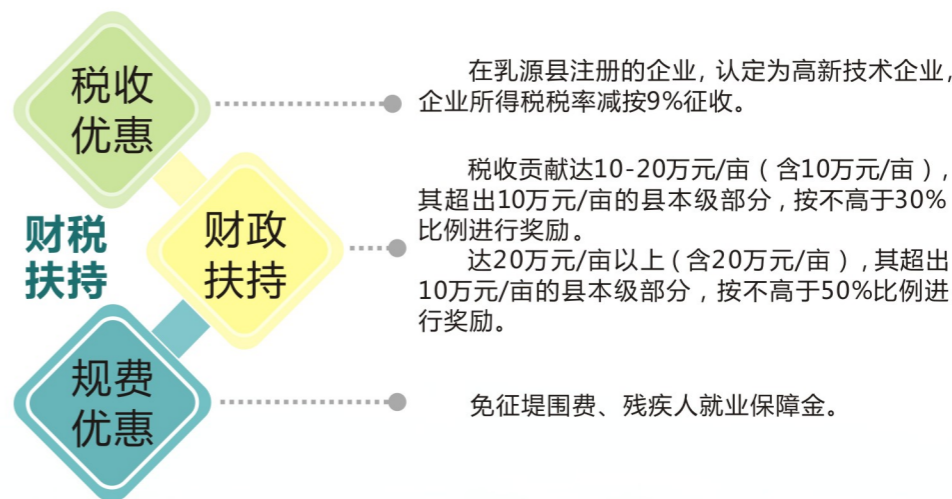 税收
优惠
在乳源县注册的企业，认定为高新技术企业，
企业所得税税率减按9%征收。
财税
扶持
财政
扶持
税收贡献达10-20万元/亩（含10万元/亩），
其超出10万元/亩的县本级部分，按不高于30%
比例进行奖励。
达20万元/亩以上（含20万元/亩），其超出
10万元/亩的县本级部分，按不高于50%比例进
行奖励。
规费
优惠
免征堤围费、残疾人就业保障金。